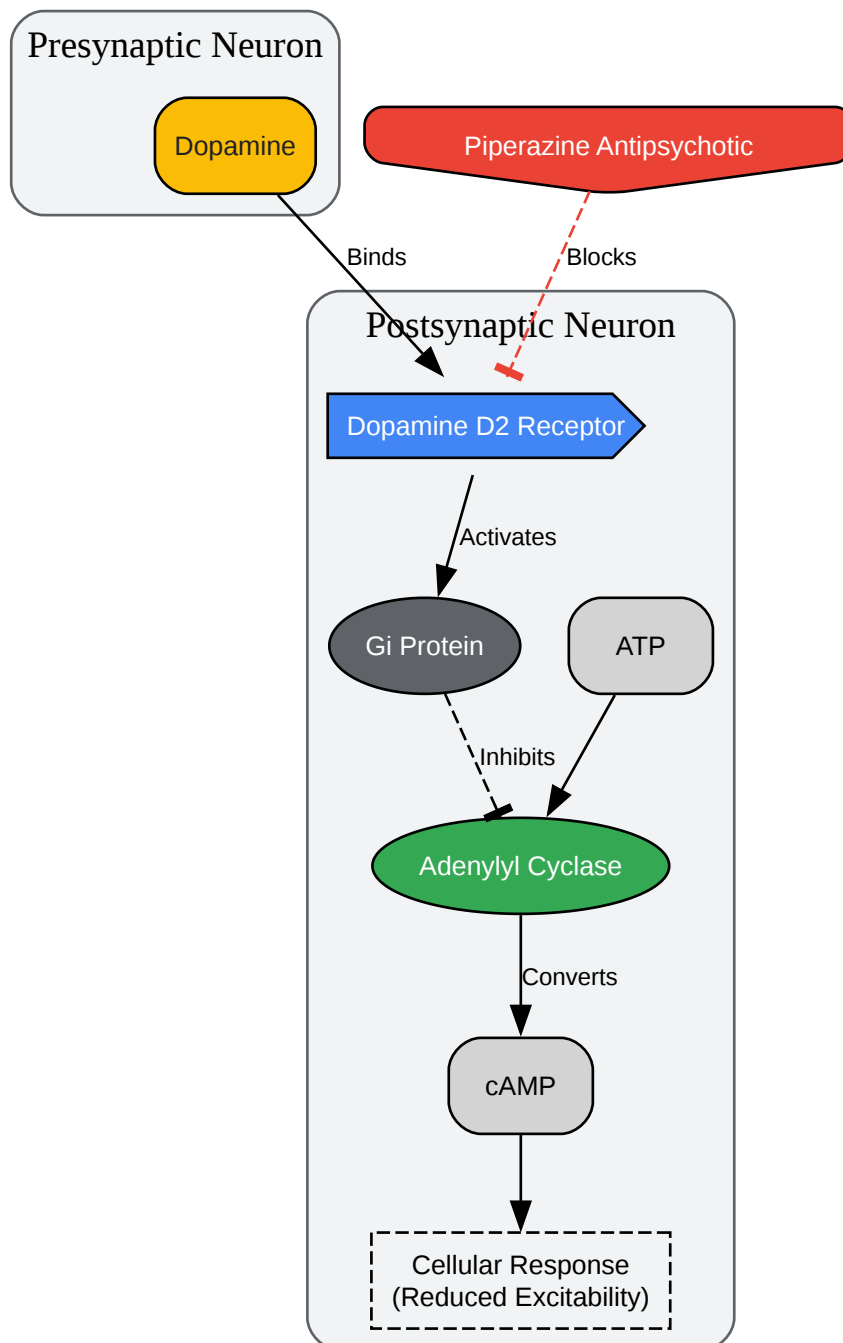 Presynaptic Neuron
Dopamine
Piperazine Antipsychotic
Binds
Blocks
Postsynaptic Neuron
Dopamine D2 Receptor
Activates
Gi Protein
ATP
Inhibits
Adenylyl Cyclase
Converts
cAMP
Cellular Response
(Reduced Excitability)